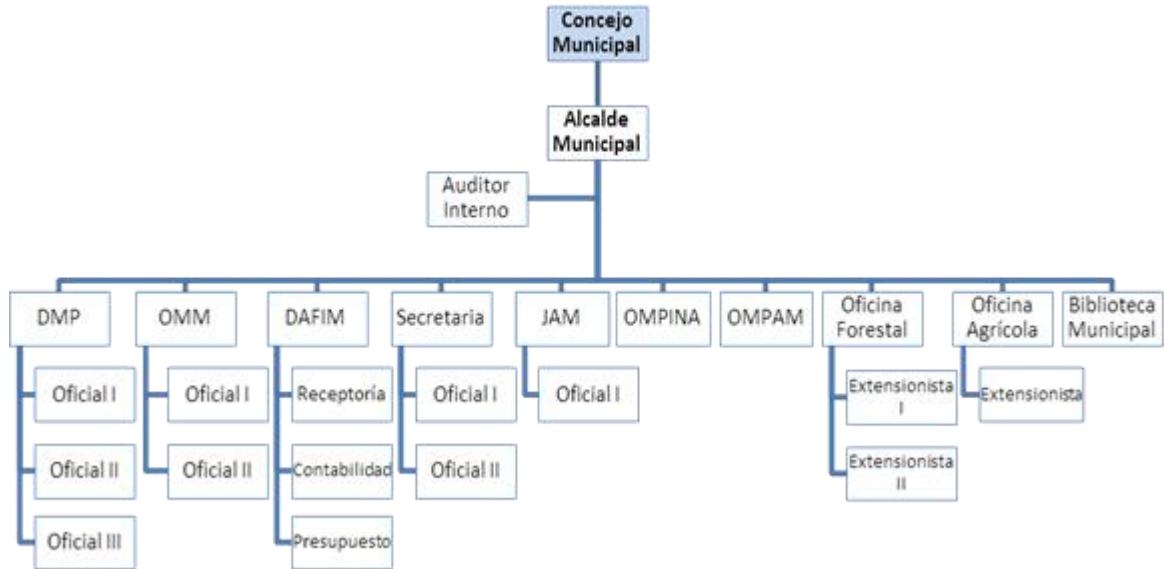 Concejo
Municipal
Alcalde
Municipal
Auditor
Interno
DMP
OMM
DAFIM
Secretaria
JAM
OMPINA
OMPAM
Oficina
Forestal
Oficina
Agrícola
Biblioteca
Municipal
Oficial I
Oficial I
Receptoría
Oficial I
Oficial I
Extensionista
I
Extensionista
Oficial II
Oficial II
Contabilidad
Oficial II
Extensionista
II
Oficial III
Presupuesto